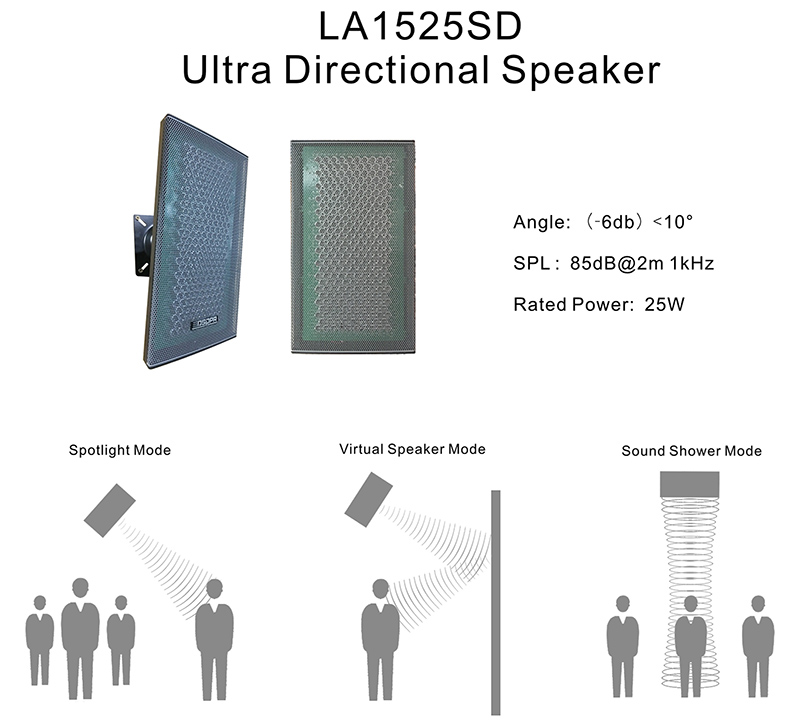 LA1525SD
Ultra Directional Speaker
Angle: （-6db）<10°
SPL : 85dB@2m 1kHz
Rated Power: 25W
DSPPA
Spotlight Mode
Virtual Speaker Mode
Sound Shower Mode